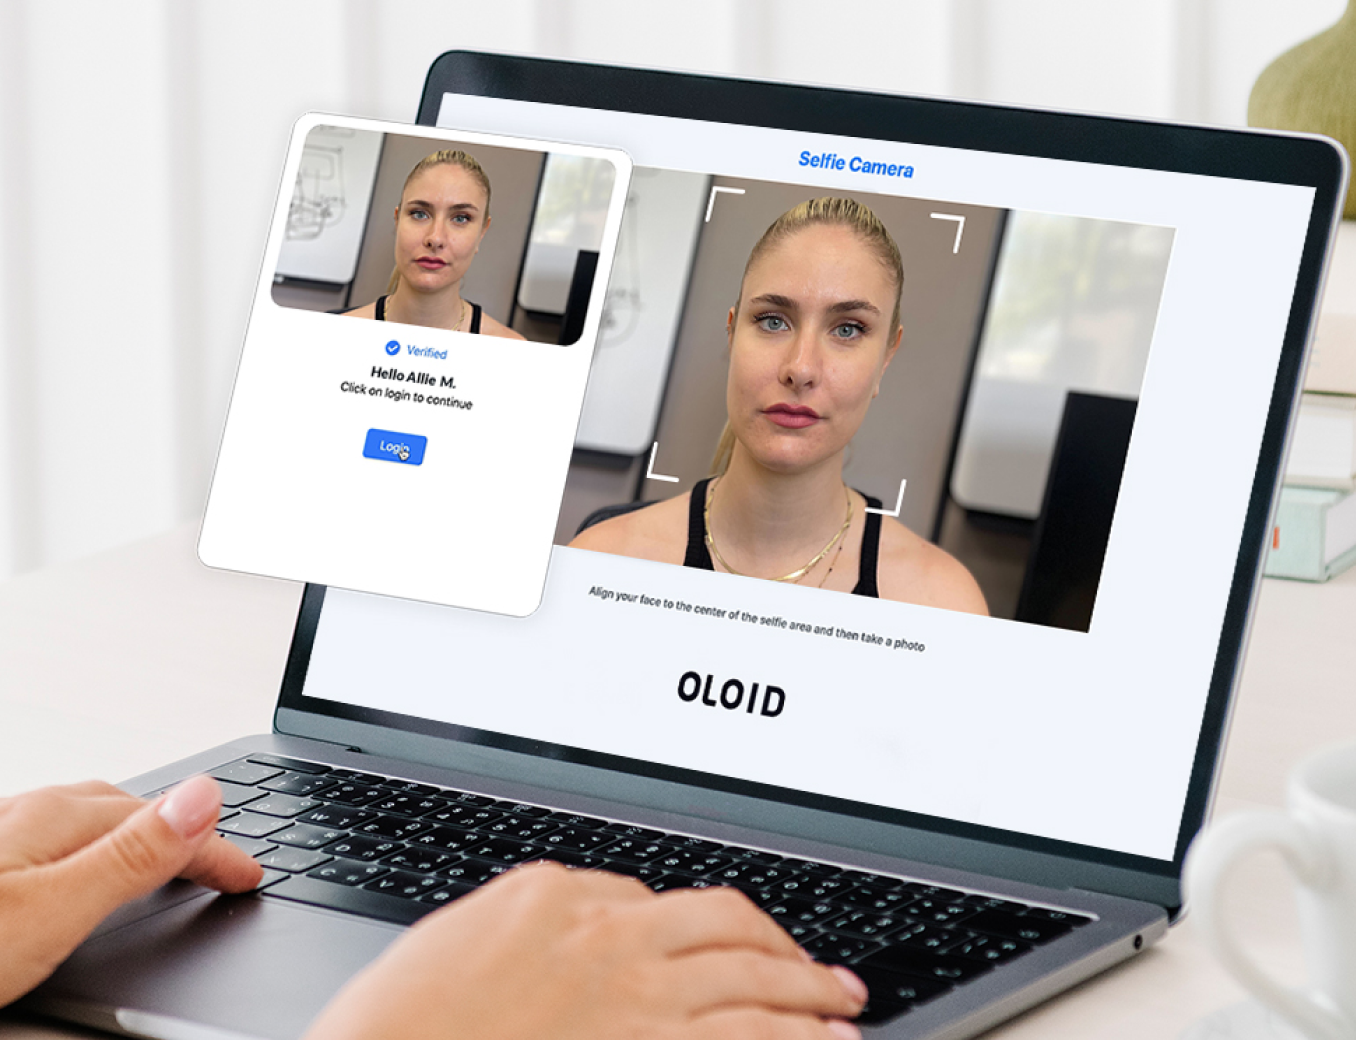 Selfie Camera
Verified
Hello Allie M.
Click on login to continue
Login
Align your face to the center of the selfie area and then take a photo
OLOID